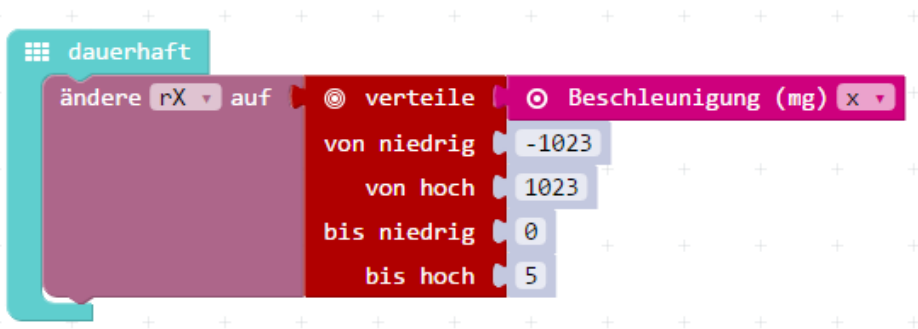 dauerhaft
ändere rX auf verteile Beschleunigung (mg) x
von niedrig -1023
von hoch 1023
bis niedrig 0
bis hoch 5